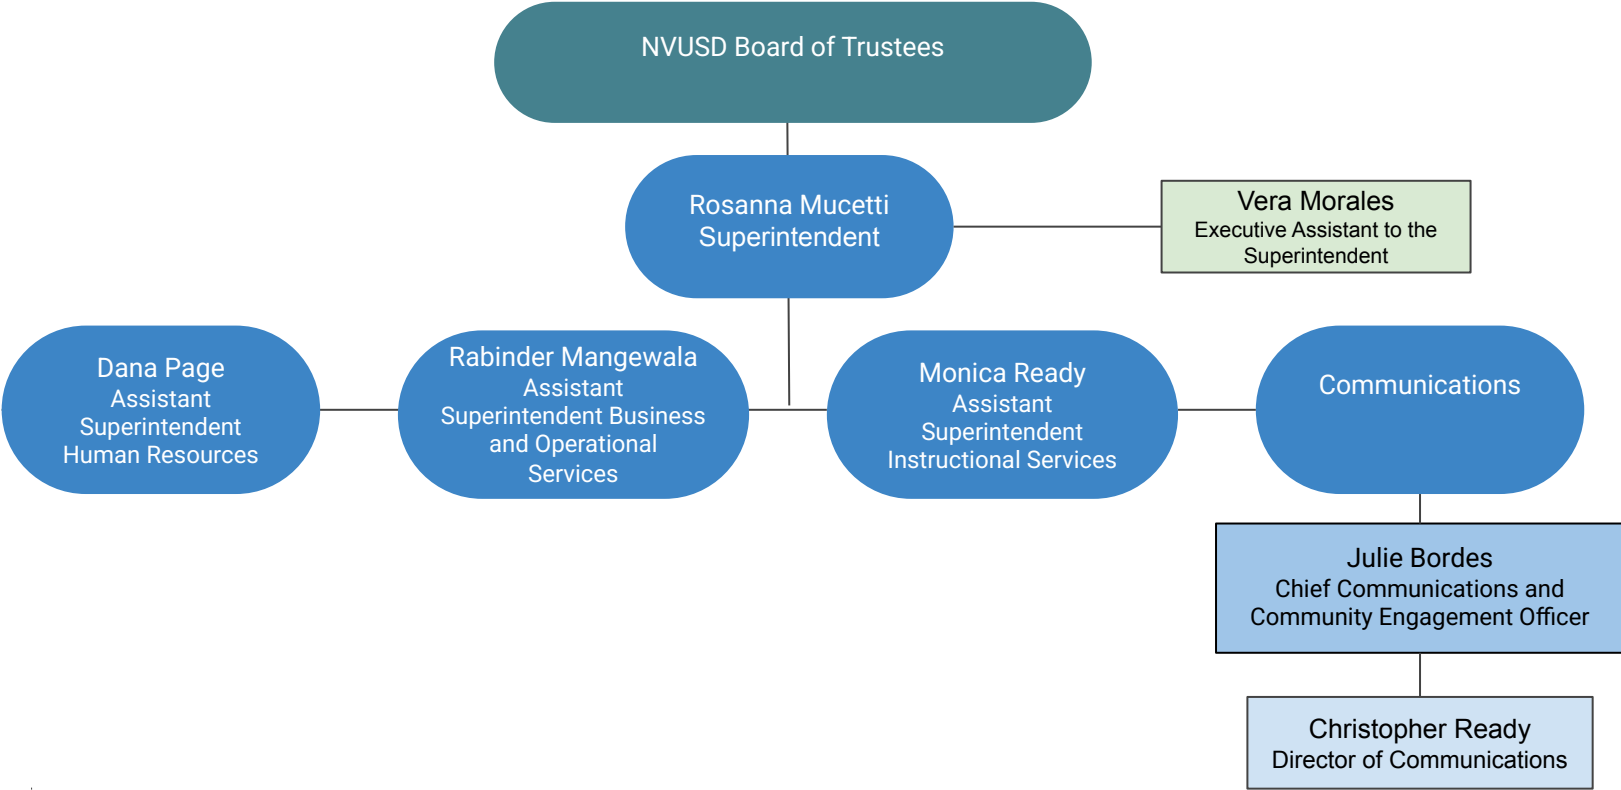 NVUSD Board of Trustees
Rosanna Mucetti
Superintendent
Vera Morales
Executive Assistant to the
Superintendent
Dana Page
Assistant
Superintendent
Human Resources
Rabinder Mangewala
Assistant
Superintendent Business
and Operational
Services
Monica Ready
Assistant
Superintendent
Instructional Services
Communications
Julie Bordes
Chief Communications and
Community Engagement Officer
Christopher Ready
Director of Communications